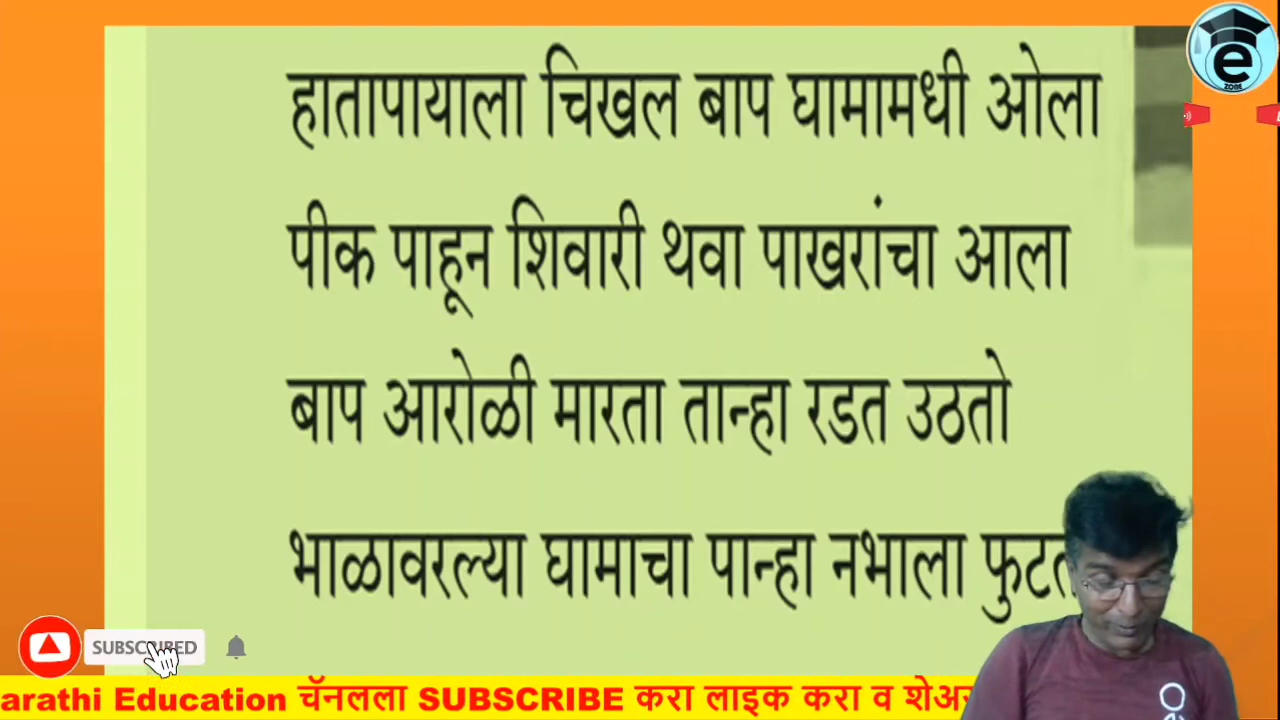 हातापायाला चिखल बाप घामामधी ओला
पीक पाहून शिवारी थवा पाखरांचा आला
बाप आरोळी मारता तान्हा रडत उठतो
भाळावरल्या घामाचा पान्हा नभाला
SUBSCRIBED
Education चॅनलला SUBSCRIBE करा लाइक करा व
e
ZONE